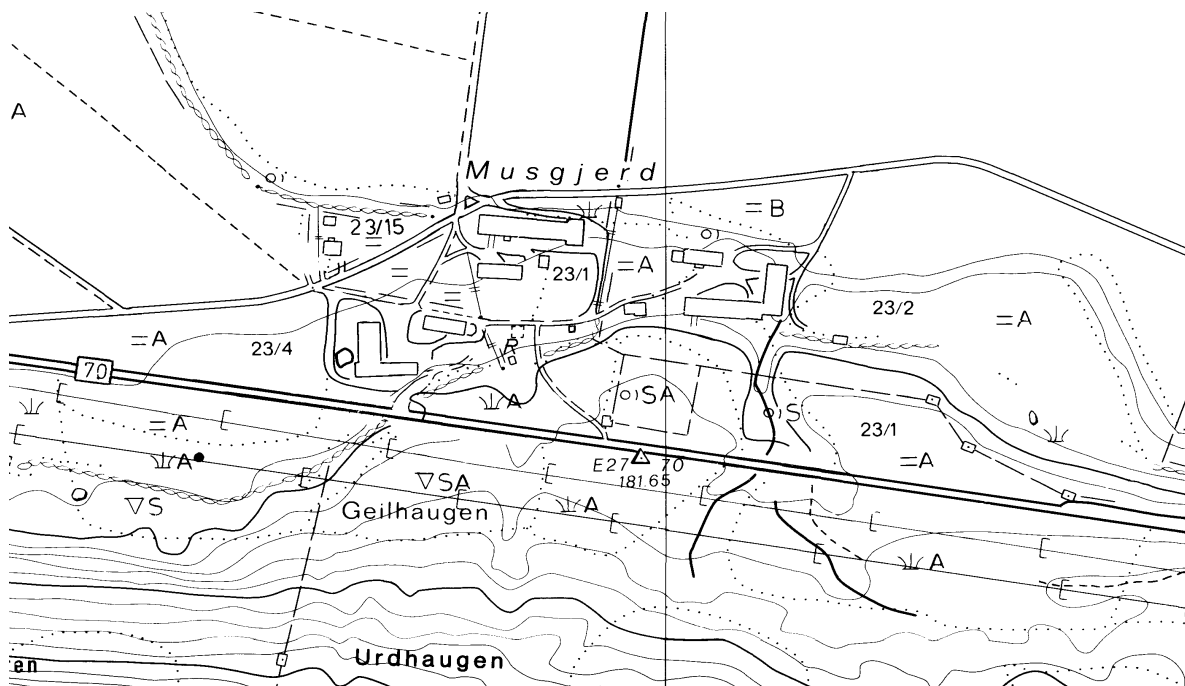 A
Musgjerd
B
23/15
A
23/1
23/2
A
A
23/4
R
70
SA
A
S
A
23/1
A
A
E27 70
181.65
SA
S
Geilhaugen
A
A
Urdhaugen
en